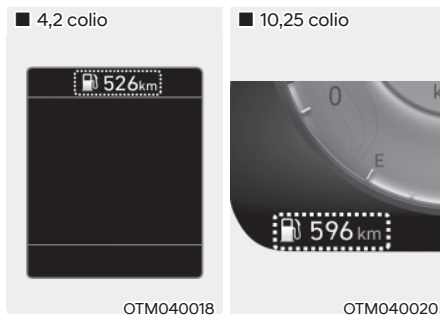 ■ 4,2 colio
526km
OTM040018
■ 10,25 colio
0
k
E
596 km
OTM040020